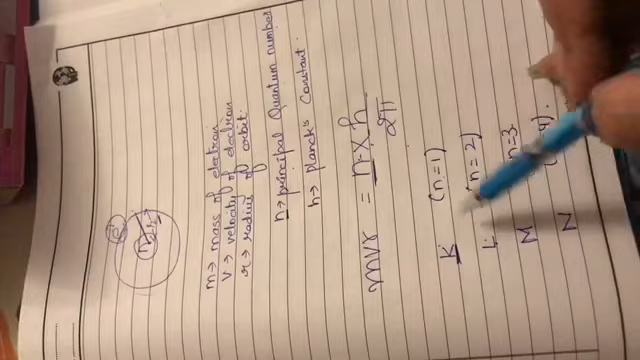 m → mass of electron
v → velocity of electron
r → radius of orbit.
n → principal Quantum number
h → planck's Constant.
mvr = n × h
2π
K (n=1)
L (n=2)
M n=3
N 4).